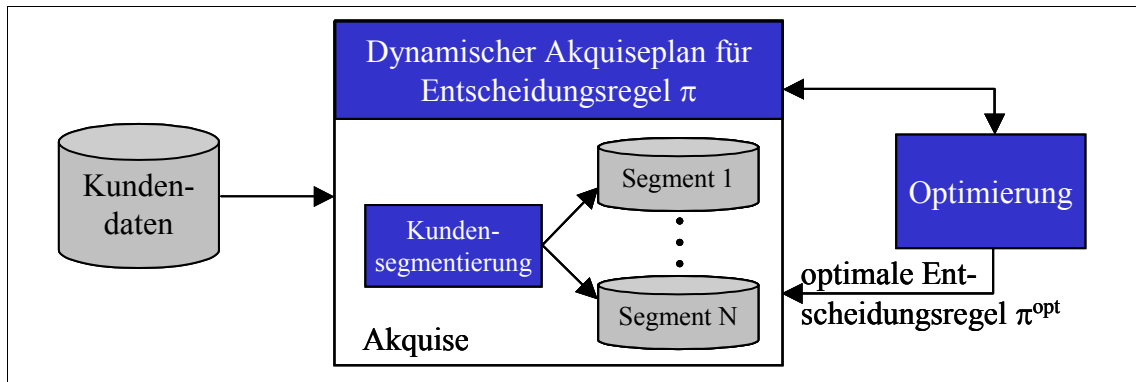 Dynamischer Akquiseplan für
Entscheidungsregel π
Kunden-
daten
Segment 1
Kunden-
segmentierung
Segment N
Akquise
Optimierung
optimale Ent-
scheidungsregel π^opt